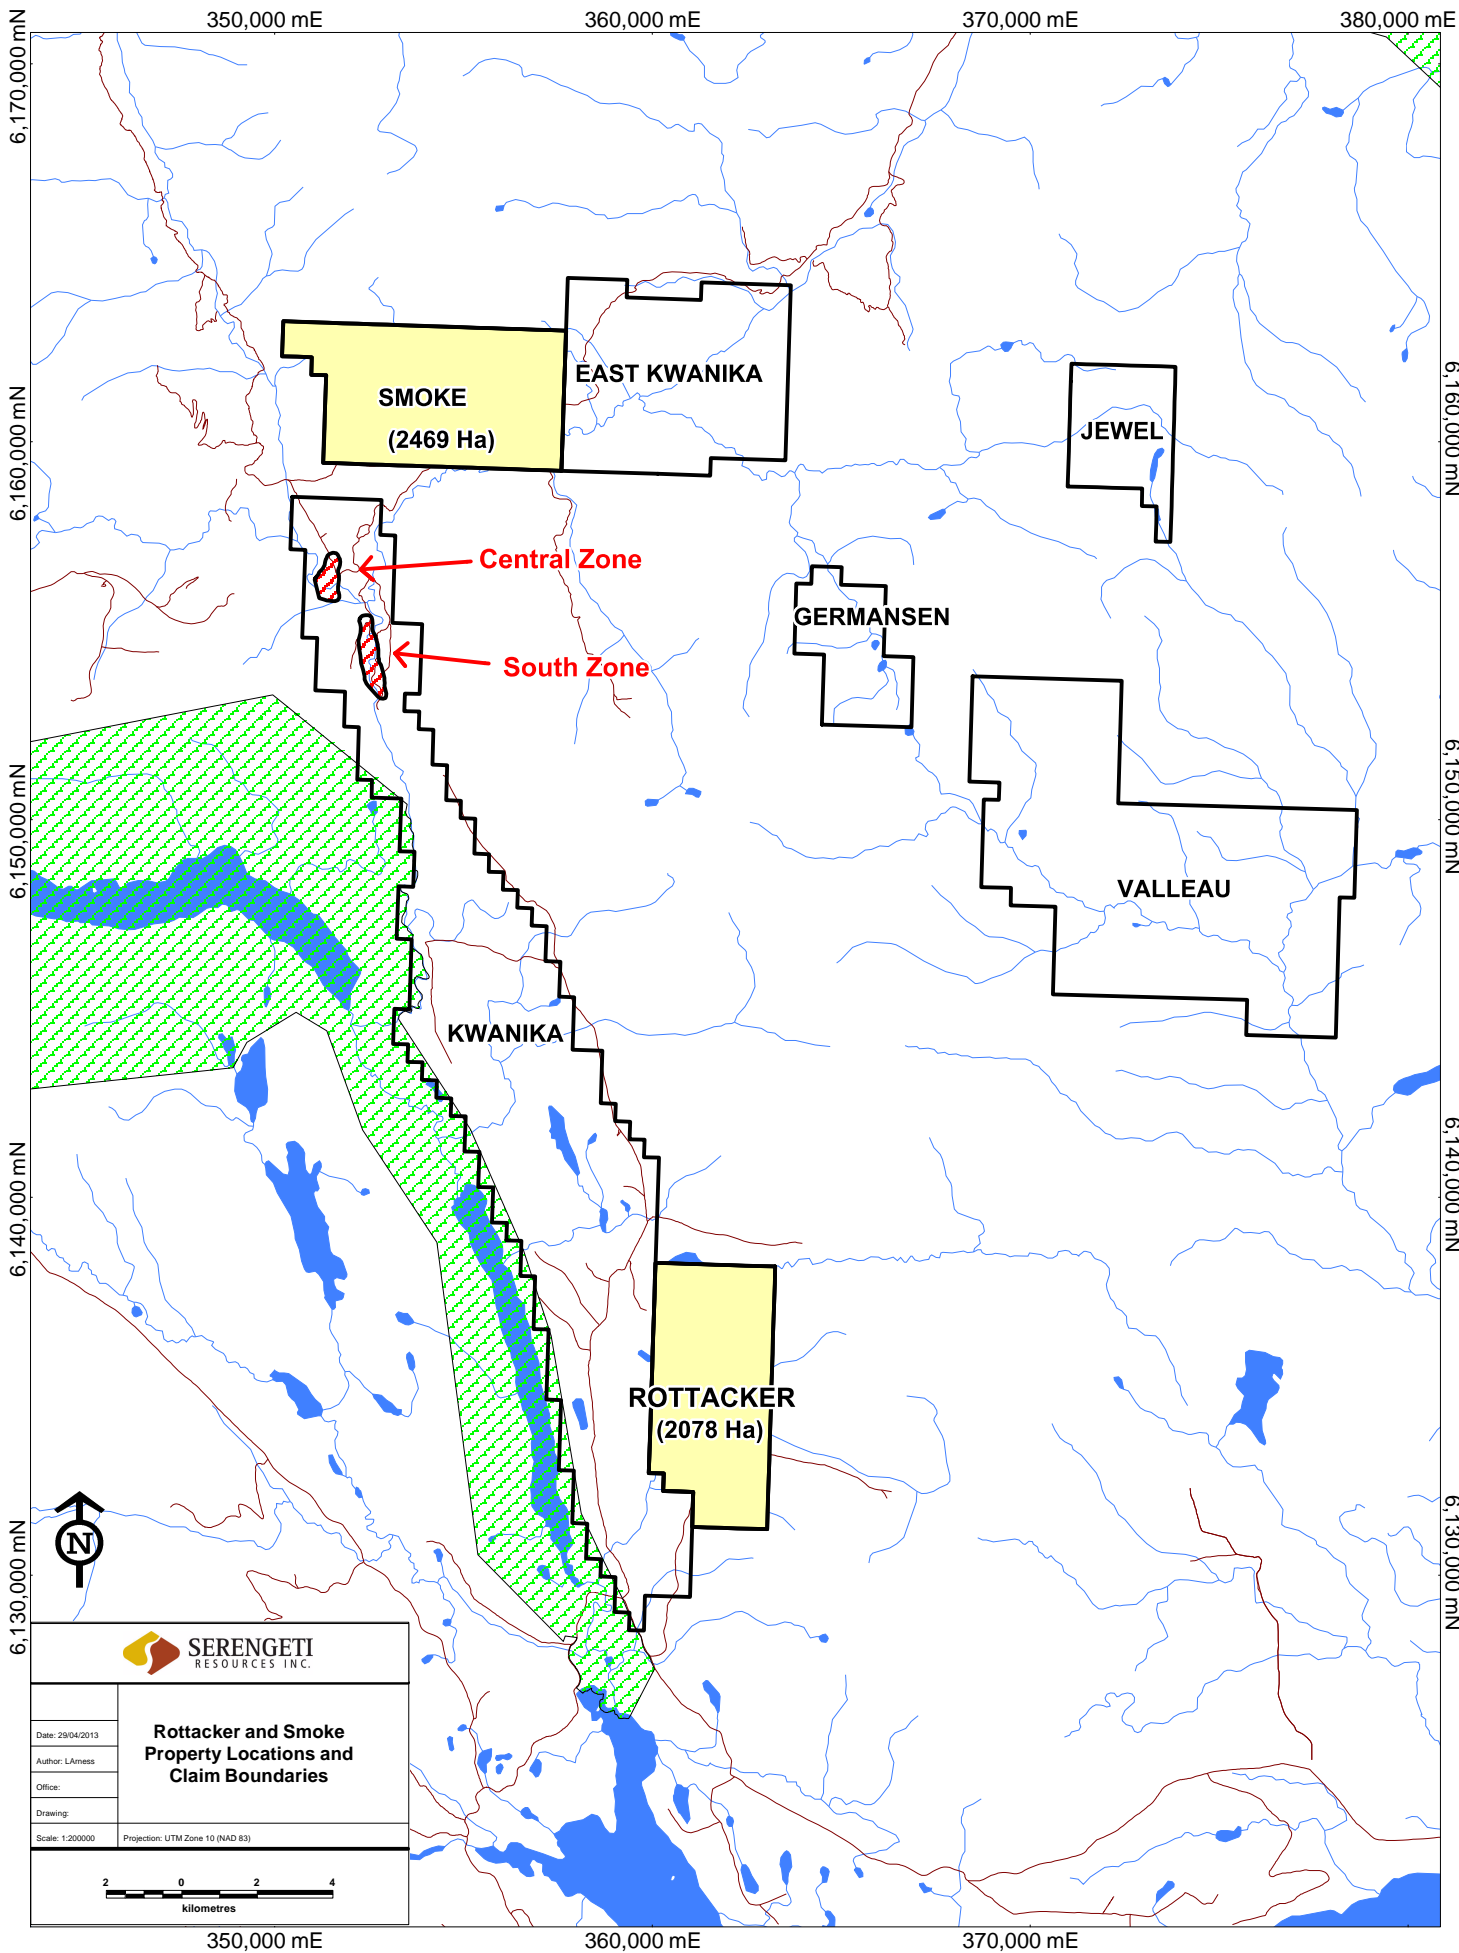 350,000 mE
360,000 mE
370,000 mE
380,000 mE
6,170,000 mN
6,160,000 mN
6,150,000 mN
6,140,000 mN
6,130,000 mN
6,160,000 mN
6,150,000 mN
6,140,000 mN
6,130,000 mN
EAST KWANIKA
SMOKE
(2469 Ha)
JEWEL
Central Zone
GERMANSEN
South Zone
VALLEAU
KWANIKA
ROTTACKER
(2078 Ha)
N
SERENGETI
RESOURCES INC.
Date: 29/04/2013
Author: LArness
Office:
Drawing:
Scale: 1:200000
Rottacker and Smoke
Property Locations and
Claim Boundaries
Projection: UTM Zone 10 (NAD 83)
2 0 2 4
kilometres
350,000 mE
360,000 mE
370,000 mE